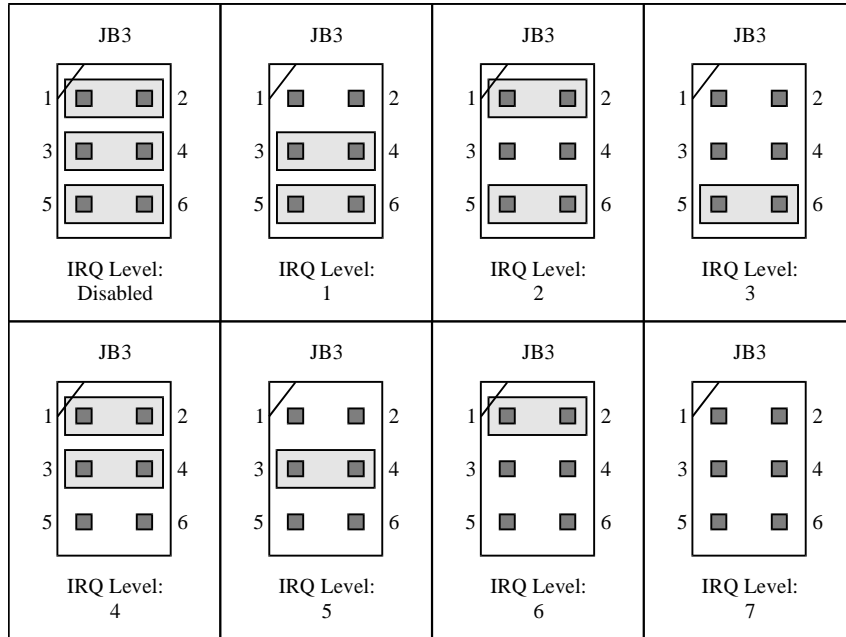 JB3 JB3 JB3 JB3
1 2 1 2 1 2 1 2
3 4 3 4 3 4 3 4
5 6 5 6 5 6 5 6
IRQ Level: IRQ Level: IRQ Level: IRQ Level:
Disabled 1 2 3
JB3 JB3 JB3 JB3
1 2 1 2 1 2 1 2
3 4 3 4 3 4 3 4
5 6 5 6 5 6 5 6
IRQ Level: IRQ Level: IRQ Level: IRQ Level:
4 5 6 7